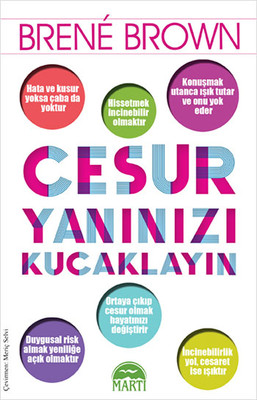 BRENÉ BROWN
Hata ve kusur
yoksa çaba da
yoktur
Hissetmek
incinebilir
olmaktır
Konuşmak
utanca ışık tutar
ve onu yok
eder
CESUR
YANINIZI
KUCAKLAYIN
Duygusal risk
almak yeniliğe
açık olmaktır
Ortaya çıkıp
cesur olmak
hayatınızı
değiştirir
İncinebilirlik
yol, cesaret
ise ışıktır
Çevirmen: Meriç Selvi
MARTI